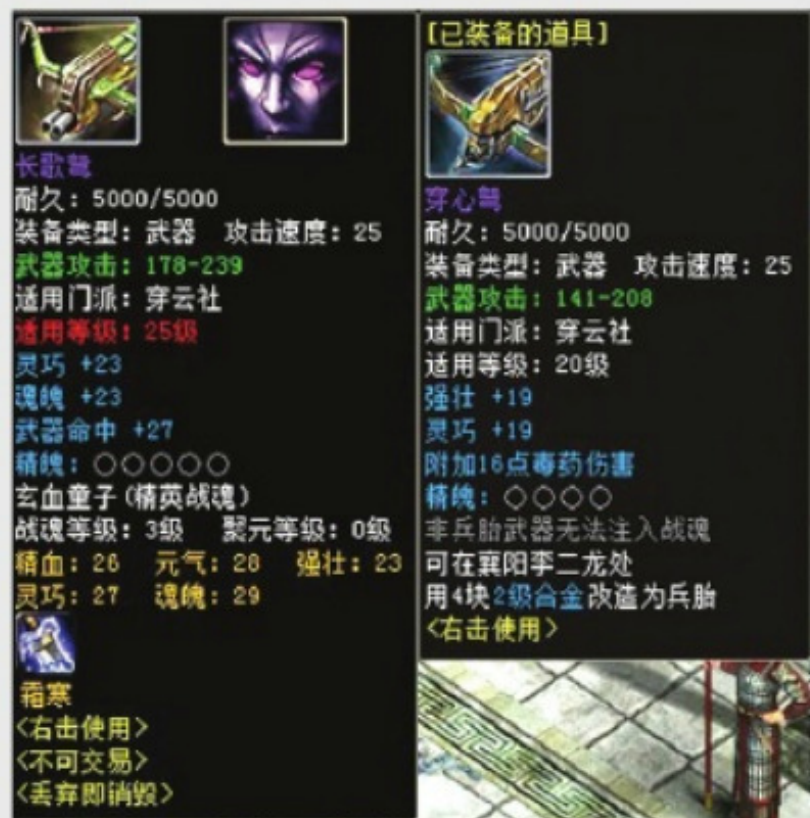 长歌弩
耐久：5000/5000
装备类型：武器 攻击速度：25
武器攻击：178-239
适用门派：穿云社
适用等级：25级
灵巧 +23
魂魄 +23
武器命中 +27
精魄：○○○○○
玄血童子(精英战魂)
战魂等级：3级 聚元等级：0级
精血：26 元气：28 强壮：23
灵巧：27 魂魄：29
霜寒
<右击使用>
<不可交易>
<丢弃即销毁>
[已装备的道具]
穿心弩
耐久：5000/5000
装备类型：武器 攻击速度：25
武器攻击：141-208
适用门派：穿云社
适用等级：20级
强壮 +19
灵巧 +19
附加16点毒药伤害
精魄：○○○○
非兵胎武器无法注入战魂
可在襄阳李二龙处
用4块2级合金改造为兵胎
<右击使用>